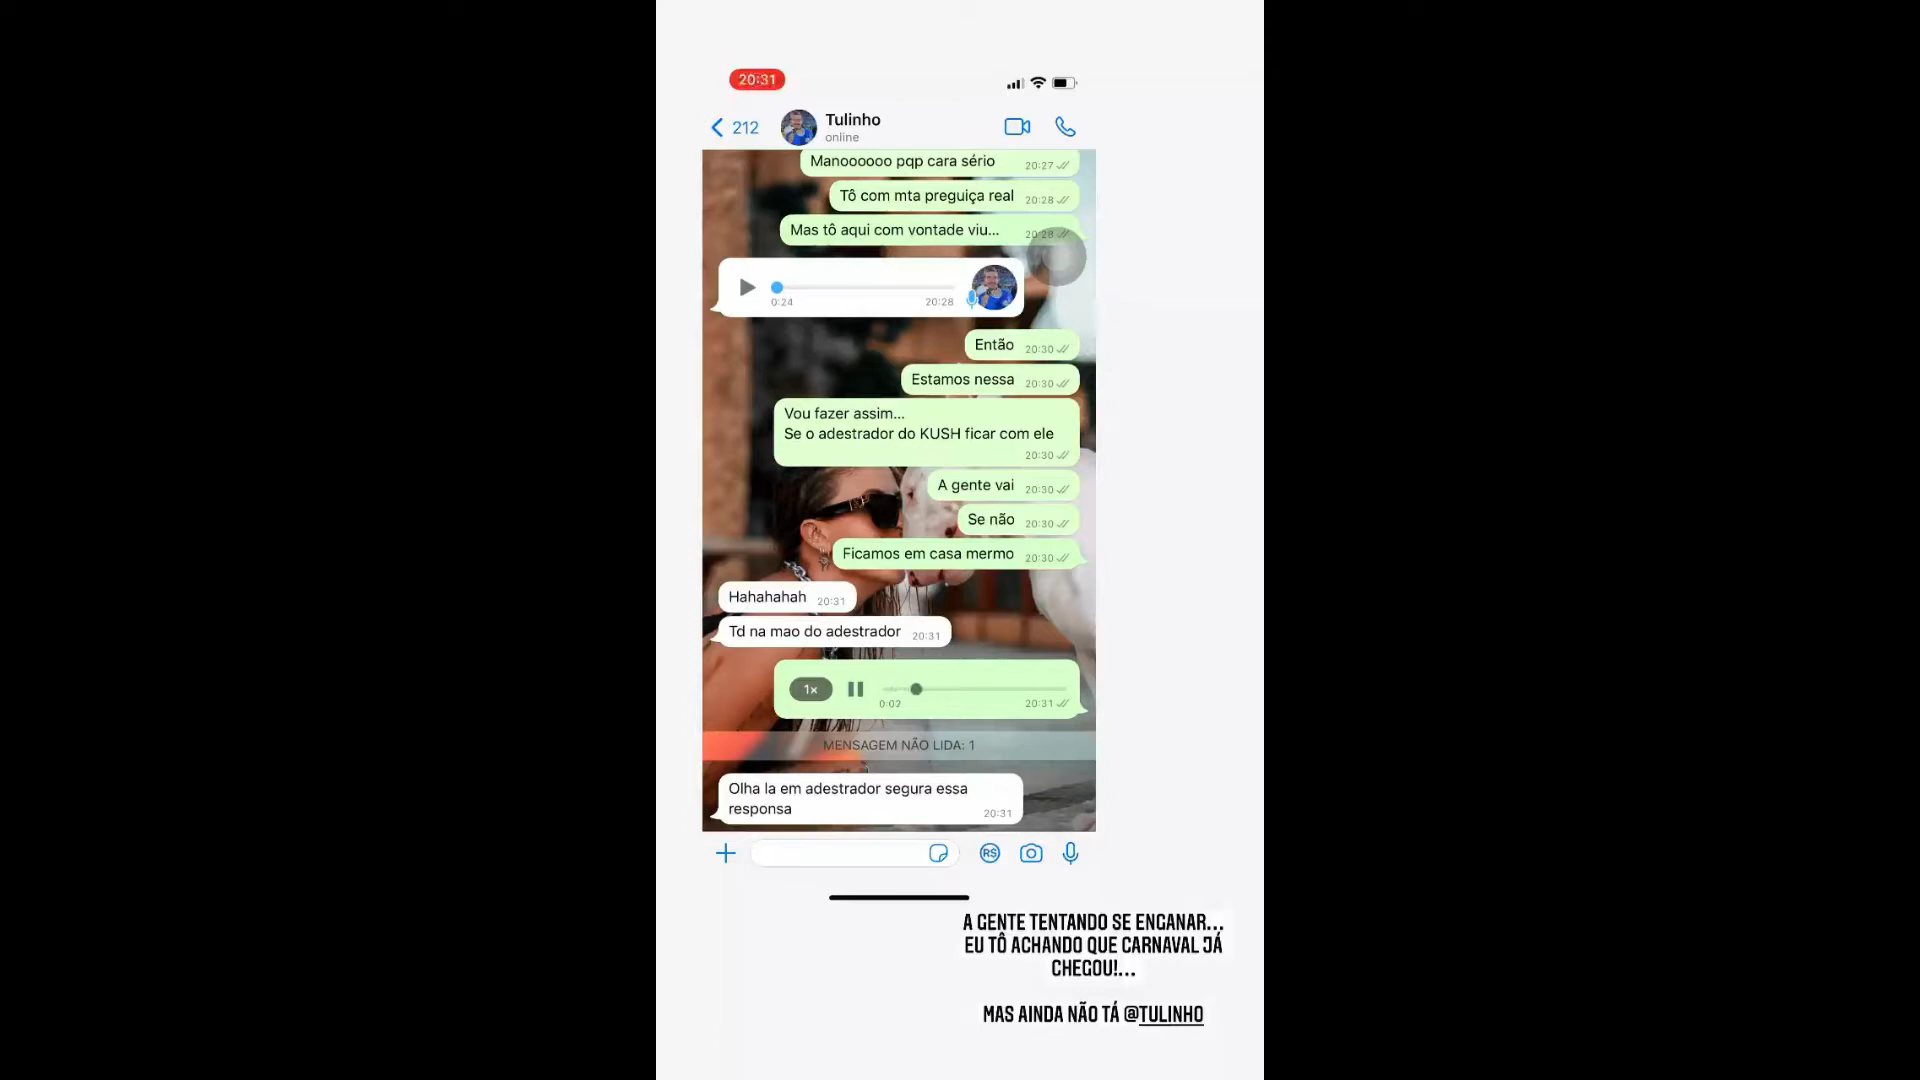 20:31
212
Tulinho
online
Manoooooo pqp cara sério 20:27
Tô com mta preguiça real 20:28
Mas tô aqui com vontade viu... 20:28
0:24 20:28
Então 20:30
Estamos nessa 20:30
Vou fazer assim...
Se o adestrador do KUSH ficar com ele
20:30
A gente vai 20:30
Se não 20:30
Ficamos em casa mermo 20:30
Hahahahah 20:31
Td na mao do adestrador 20:31
1×
0:02 20:31
MENSAGEM NÃO LIDA: 1
Olha la em adestrador segura essa
responsa 20:31
R$
A GENTE TENTANDO SE ENGANAR...
EU TÔ ACHANDO QUE CARNAVAL JÁ
CHEGOU!...
MAS AINDA NÃO TÁ @TULINHO